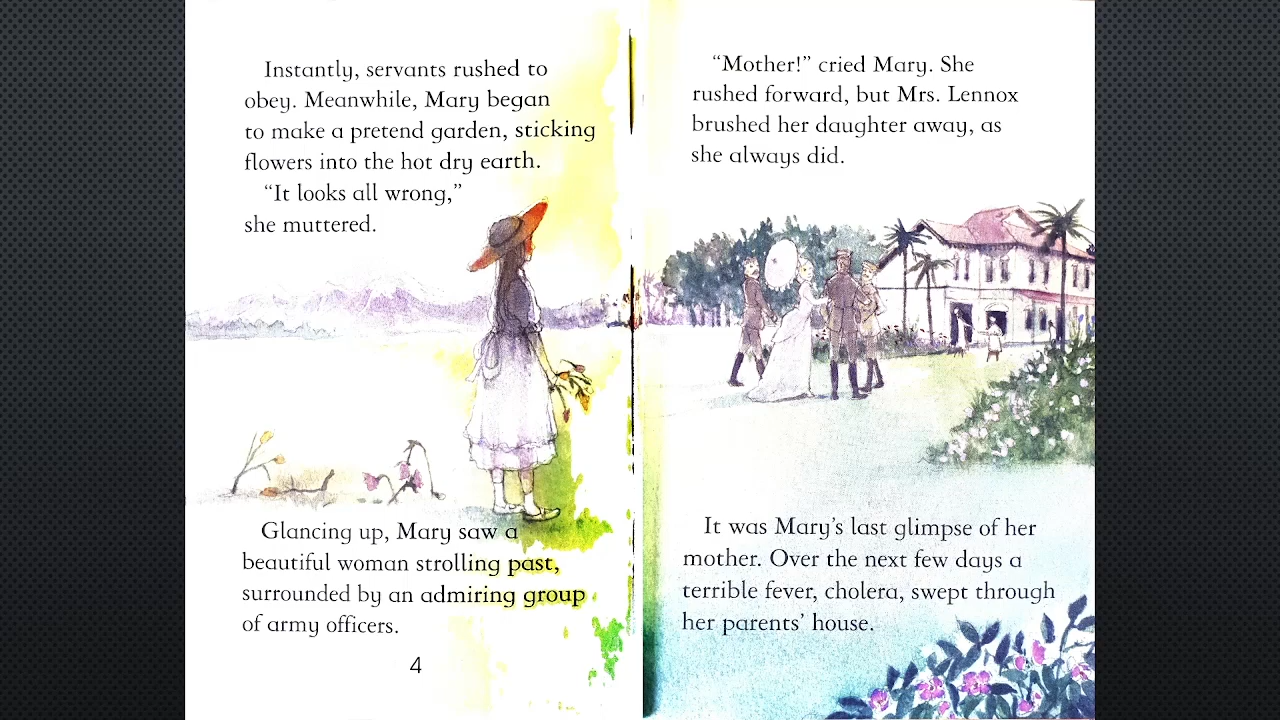 Instantly, servants rushed to
obey. Meanwhile, Mary began
to make a pretend garden, sticking
flowers into the hot dry earth.
“It looks all wrong,”
she muttered.
Glancing up, Mary saw a
beautiful woman strolling past,
surrounded by an admiring group
of army officers.
4
“Mother!” cried Mary. She
rushed forward, but Mrs. Lennox
brushed her daughter away, as
she always did.
It was Mary’s last glimpse of her
mother. Over the next few days a
terrible fever, cholera, swept through
her parents’ house.